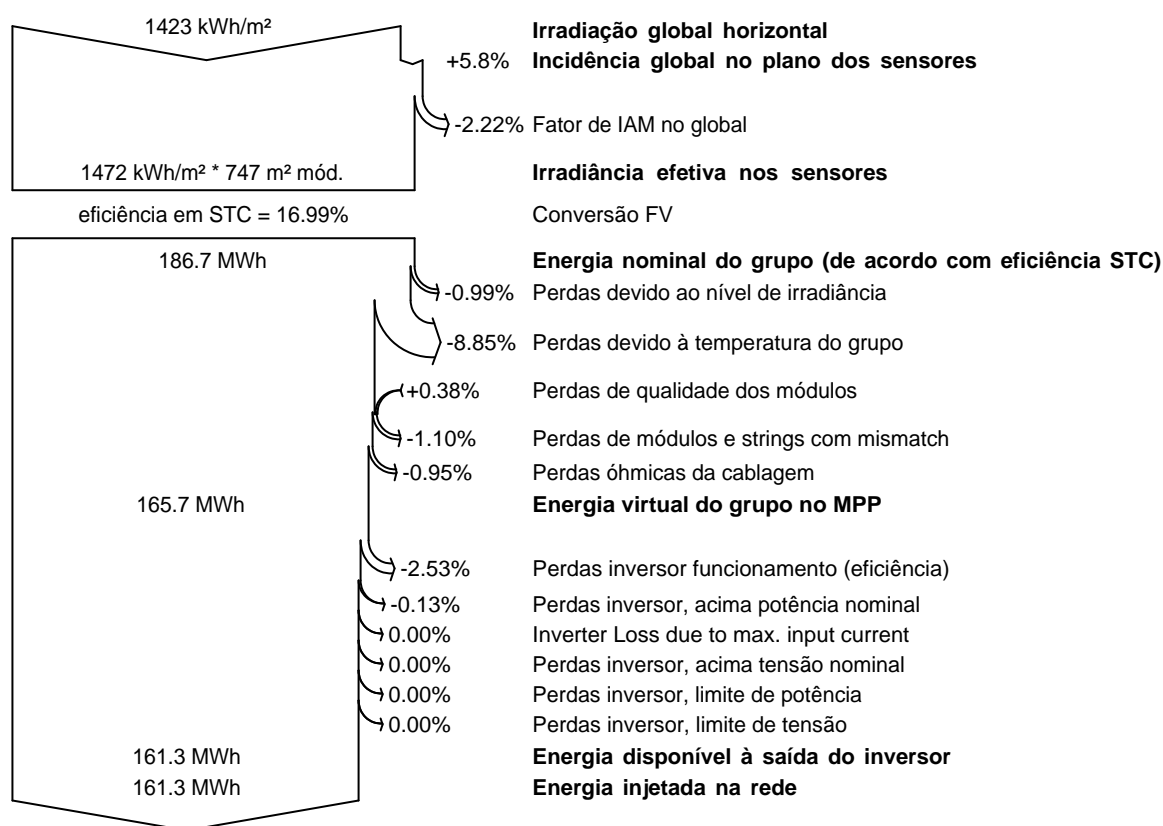 1423 kWh/m² Irradiação global horizontal
+5.8% Incidência global no plano dos sensores
-2.22% Fator de IAM no global
1472 kWh/m² * 747 m² mód. Irradiância efetiva nos sensores
eficiência em STC = 16.99% Conversão FV
186.7 MWh Energia nominal do grupo (de acordo com eficiência STC)
-0.99% Perdas devido ao nível de irradiância
-8.85% Perdas devido à temperatura do grupo
+0.38% Perdas de qualidade dos módulos
-1.10% Perdas de módulos e strings com mismatch
-0.95% Perdas óhmicas da cablagem
165.7 MWh Energia virtual do grupo no MPP
-2.53% Perdas inversor funcionamento (eficiência)
-0.13% Perdas inversor, acima potência nominal
0.00% Inverter Loss due to max. input current
0.00% Perdas inversor, acima tensão nominal
0.00% Perdas inversor, limite de potência
0.00% Perdas inversor, limite de tensão
161.3 MWh Energia disponível à saída do inversor
161.3 MWh Energia injetada na rede